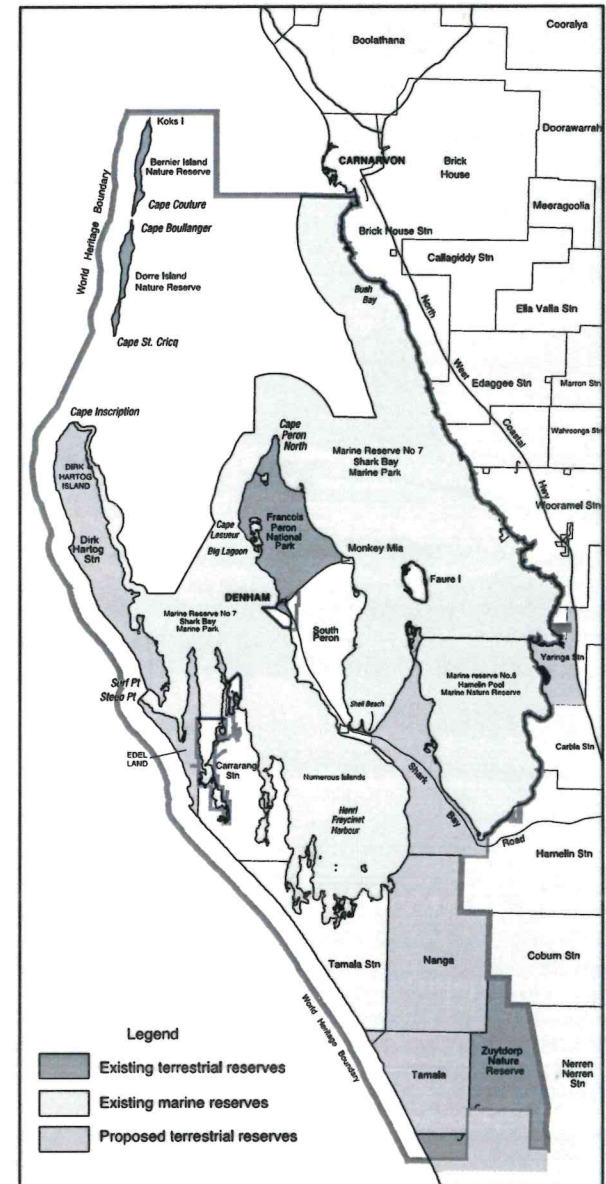 Cooralya
Boolathana
Doorawarrah
Koks I
CARNARVON
Brick
House
Bernier Island
Nature Reserve
Meeragoolia
Cape Couture
Cape Boullanger
Brick House Stn
World Heritage Boundary
Callagiddy Stn
Dorre Island
Nature Reserve
Bush
Bay
North
West
Coastal
Hwy
Ella Valla Stn
Cape St. Cricq
Edaggee Stn
Marron Stn
Cape Inscription
Cape
Peron
North
Wahroonga Stn
Marine Reserve No 7
Shark Bay
Marine Park
DIRK
HARTOG
ISLAND
Wooramel Stn
Dirk
Hartog
Stn
Cape
Lesueur
Big Lagoon
Francois
Peron
National
Park
Monkey Mia
Faure I
DENHAM
Marine Reserve No 7
Shark Bay
Marine Park
South
Peron
Yaringa Stn
Marine reserve No.6
Hamelin Pool
Marine Nature Reserve
Surf Pt
Steep Pt
Shell Beach
EDEL
LAND
Carrarang
Stn
Carbla Stn
Numerous Islands
Shark
Bay
Road
Henri
Freycinet
Harbour
Hamelin Stn
Tamala Stn
Nanga
Coburn Stn
World Heritage Boundary
Legend
Existing terrestrial reserves
Existing marine reserves
Proposed terrestrial reserves
Tamala
Zuytdorp
Nature
Reserve
Nerren
Nerren
Stn